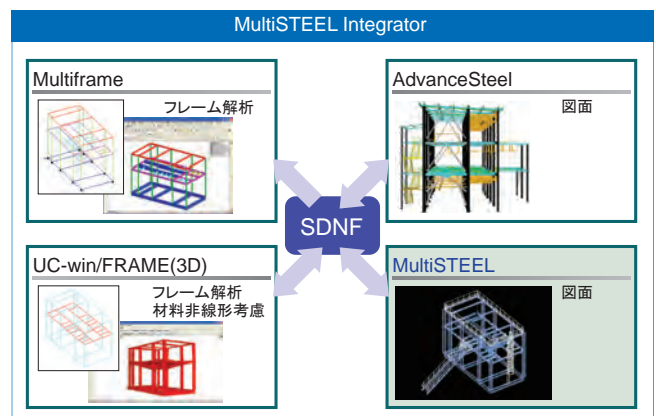 MultiSTEEL Integrator
Multiframe
フレーム解析
AdvanceSteel
図面
SDNF
UC-win/FRAME(3D)
フレーム解析
材料非線形考慮
MultiSTEEL
図面